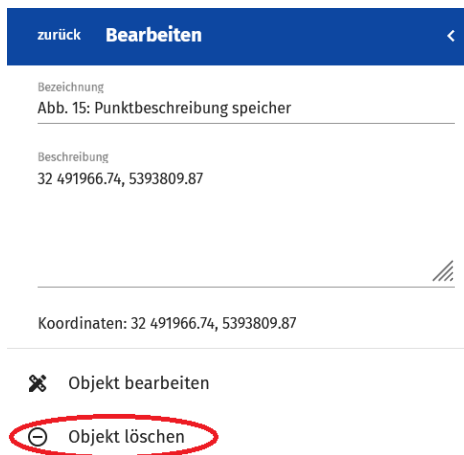 zurück Bearbeiten
Bezeichnung
Abb. 15: Punktbeschreibung speicher
Beschreibung
32 491966.74, 5393809.87
Koordinaten: 32 491966.74, 5393809.87
Objekt bearbeiten
Objekt löschen